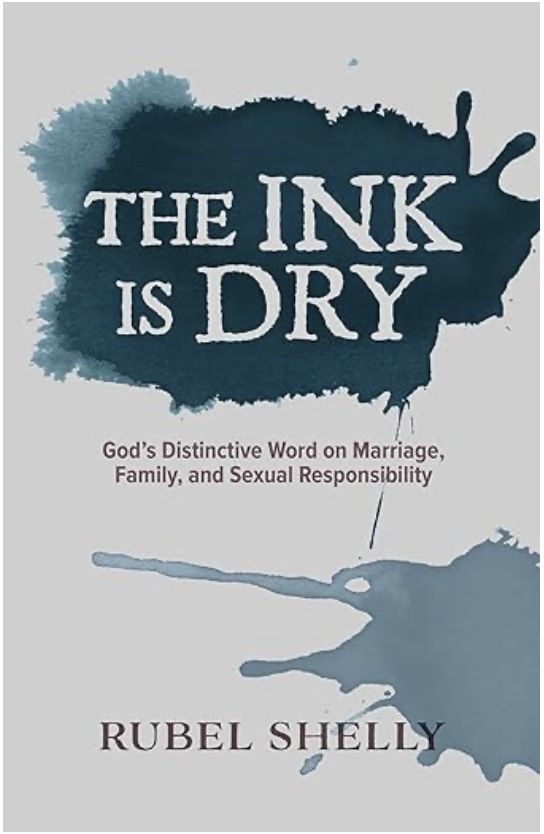 THE INK
IS DRY
God's Distinctive Word on Marriage,
Family, and Sexual Responsibility
RUBEL SHELLY